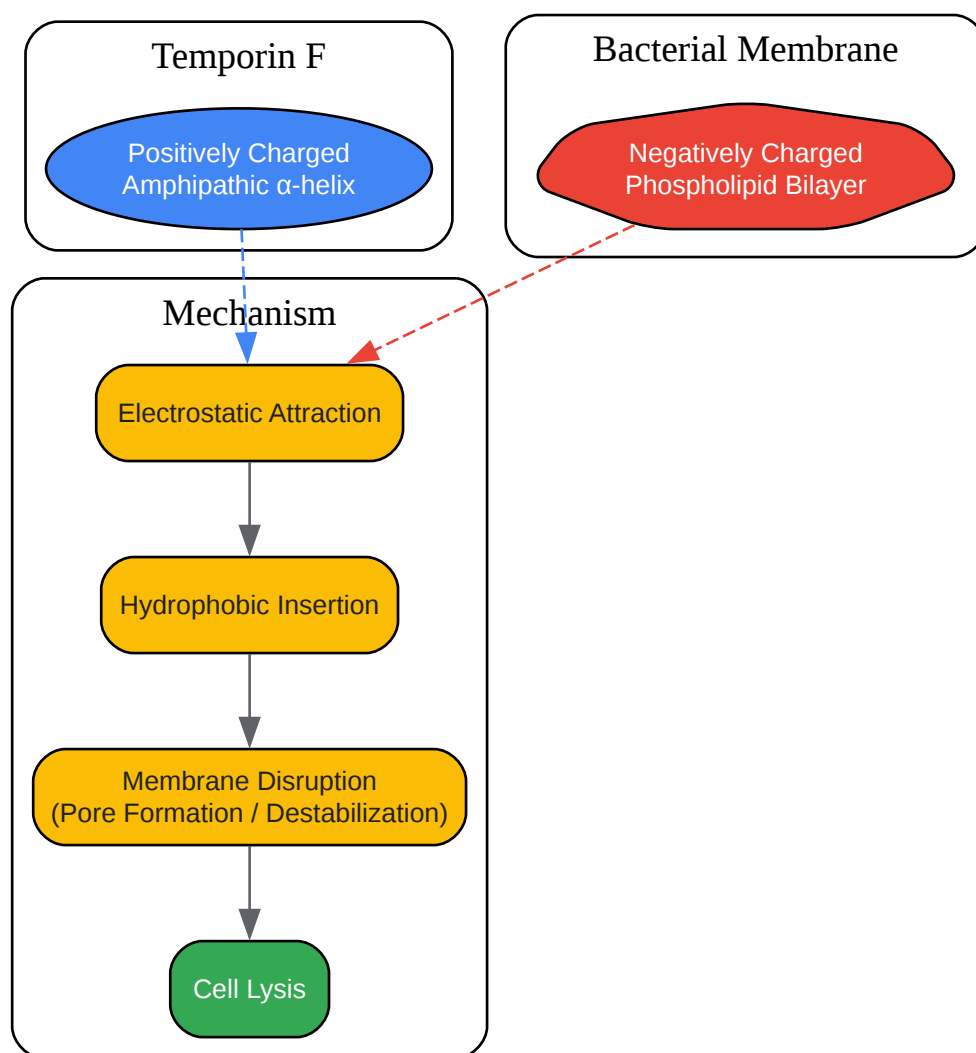 Temporin F
Positively Charged
Amphipathic α-helix
Bacterial Membrane
Negatively Charged
Phospholipid Bilayer
Mechanism
Electrostatic Attraction
Hydrophobic Insertion
Membrane Disruption
(Pore Formation / Destabilization)
Cell Lysis